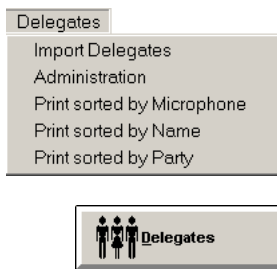 Delegates
Import Delegates
Administration
Print sorted by Microphone
Print sorted by Name
Print sorted by Party
Delegates